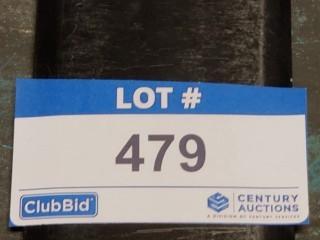 LOT #
479
ClubBid
CENTURY
AUCTIONS
A DIVISION OF CENTURY SERVICES